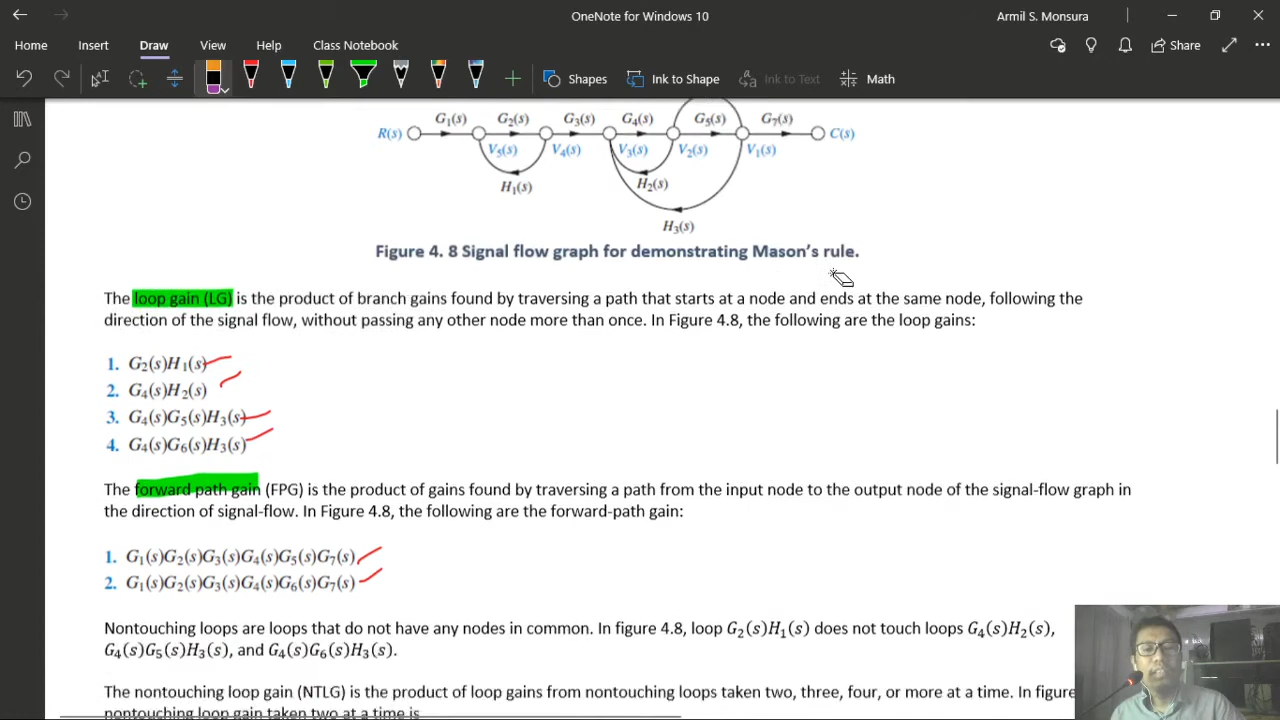 OneNote for Windows 10
Armil S. Monsura
Home Insert Draw View Help Class Notebook
Share
Shapes Ink to Shape Ink to Text Math
G₁(s) G₂(s) G₃(s) G₄(s) G₅(s) G₇(s)
R(s) C(s)
V₅(s) V₄(s) V₃(s) V₂(s) V₁(s)
H₁(s) H₂(s)
H₃(s)
Figure 4. 8 Signal flow graph for demonstrating Mason's rule.
The loop gain (LG) is the product of branch gains found by traversing a path that starts at a node and ends at the same node, following the
direction of the signal flow, without passing any other node more than once. In Figure 4.8, the following are the loop gains:
1. G₂(s)H₁(s)
2. G₄(s)H₂(s)
3. G₄(s)G₅(s)H₃(s)
4. G₄(s)G₆(s)H₃(s)
The forward path gain (FPG) is the product of gains found by traversing a path from the input node to the output node of the signal-flow graph in
the direction of signal-flow. In Figure 4.8, the following are the forward-path gain:
1. G₁(s)G₂(s)G₃(s)G₄(s)G₅(s)G₇(s)
2. G₁(s)G₂(s)G₃(s)G₄(s)G₆(s)G₇(s)
Nontouching loops are loops that do not have any nodes in common. In figure 4.8, loop G₂(s)H₁(s) does not touch loops G₄(s)H₂(s),
G₄(s)G₅(s)H₃(s), and G₄(s)G₆(s)H₃(s).
The nontouching loop gain (NTLG) is the product of loop gains from nontouching loops taken two, three, four, or more at a time. In figure
nontouching loop gain taken two at a time is